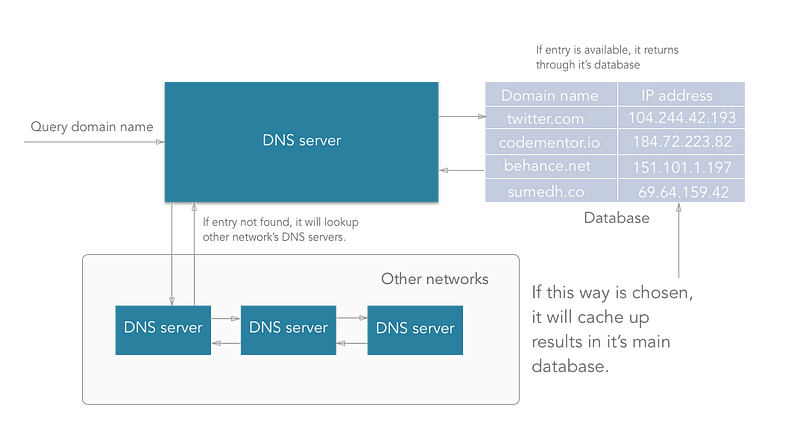 If entry is available, it returns
through it's database
Domain name IP address
twitter.com 104.244.42.193
codementor.io 184.72.223.82
behance.net 151.101.1.197
sumedh.co 69.64.159.42
Database
Query domain name
DNS server
If entry not found, it will lookup
other network's DNS servers.
Other networks
DNS server DNS server DNS server
If this way is chosen,
it will cache up
results in it's main
database.